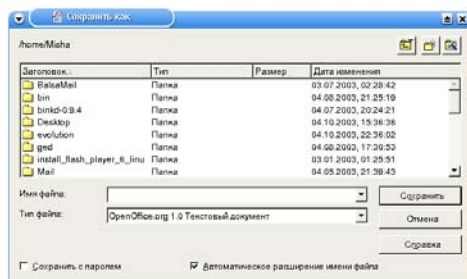 Сохранить как
/home/Misha
Заголовок Тип Размер Дата изменения
BalsaMail Папка 03.07.2003, 02:28:42
bin Папка 04.08.2003, 21:25:19
binkd-0.9.4 Папка 04.07.2003, 20:24:21
Desktop Папка 04.10.2003, 15:36:36
evolution Папка 04.10.2003, 22:36:02
ged Папка 04.08.2003, 17:30:53
install_flash_player_6_linu Папка 03.01.2003, 01:25:51
Mail Папка 04.05.2003, 21:39:43
Имя файла: Сохранить
Тип файла: OpenOffice.org 1.0 Текстовый документ Отмена
Справка
Сохранить с паролем Автоматическое расширение имени файла